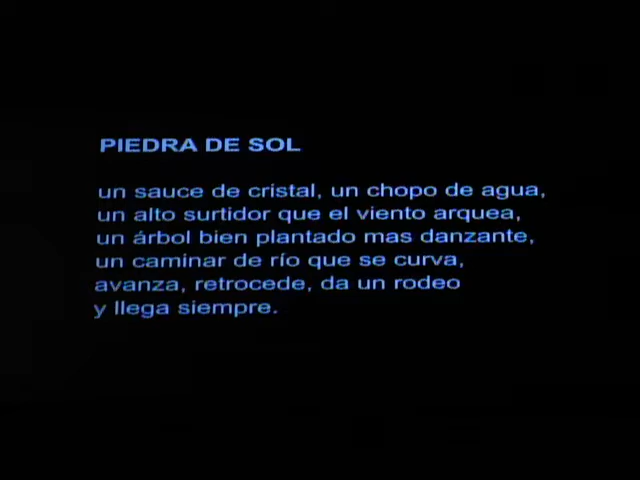 PIEDRA DE SOL
un sauce de cristal, un chopo de agua,
un alto surtidor que el viento arquea,
un árbol bien plantado mas danzante,
un caminar de río que se curva,
avanza, retrocede, da un rodeo
y llega siempre.